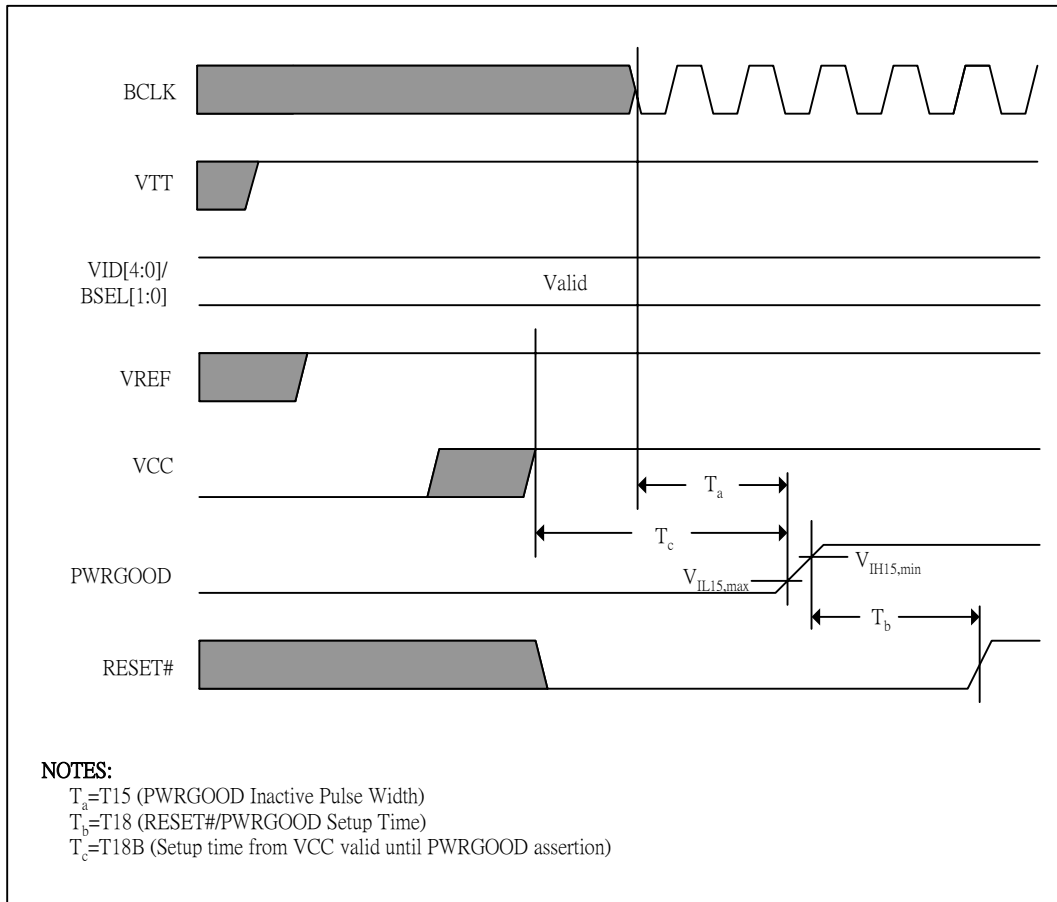 BCLK
VTT
VID[4:0]/
BSEL[1:0]
Valid
VREF
VCC
Ta
Tc
PWRGOOD
VIL15,max
VIH15,min
Tb
RESET#
NOTES:
Ta=T15 (PWRGOOD Inactive Pulse Width)
Tb=T18 (RESET#/PWRGOOD Setup Time)
Tc=T18B (Setup time from VCC valid until PWRGOOD assertion)